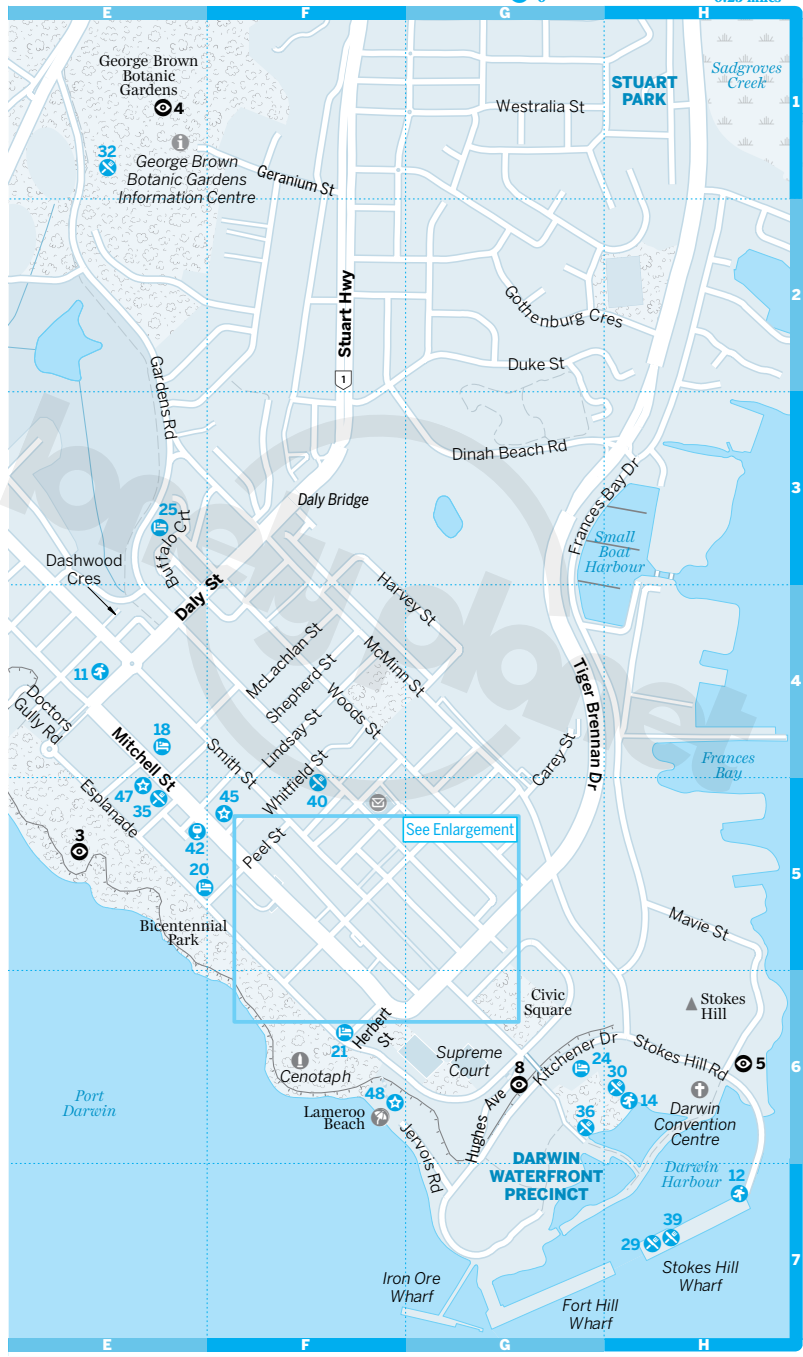 0.25 miles
E
F
G
H
George Brown
Botanic
Gardens
4
32
George Brown
Botanic Gardens
Information Centre
Geranium St
Westralia St
STUART
PARK
Sadgroves
Creek
1
Stuart Hwy
1
Gothenburg Cres
Duke St
2
Gardens Rd
Dinah Beach Rd
Daly Bridge
25
Buffalo Crt
Dashwood
Cres
Daly St
Frances Bay Dr
Small
Boat
Harbour
3
lonely planet
Harvey St
McLachlan St
McMinn St
Shepherd St
Woods St
Lindsay St
Whitfield St
11
Doctors
Gully Rd
18
Mitchell St
Smith St
Carey St
Tiger Brennan Dr
Frances
Bay
4
47
35
45
40
Esplanade
42
Peel St
See Enlargement
3
20
Bicentennial
Park
Mavie St
5
Civic
Square
Stokes
Hill
Herbert
St
21
Cenotaph
Supreme
Court
8
Kitchener Dr
24
30
14
Stokes Hill Rd
5
6
48
Lameroo
Beach
Hughes Ave
36
Darwin
Convention
Centre
Port
Darwin
Jervois Rd
DARWIN
WATERFRONT
PRECINCT
Darwin
Harbour
12
29
39
Stokes Hill
Wharf
7
Iron Ore
Wharf
Fort Hill
Wharf
E
F
G
H